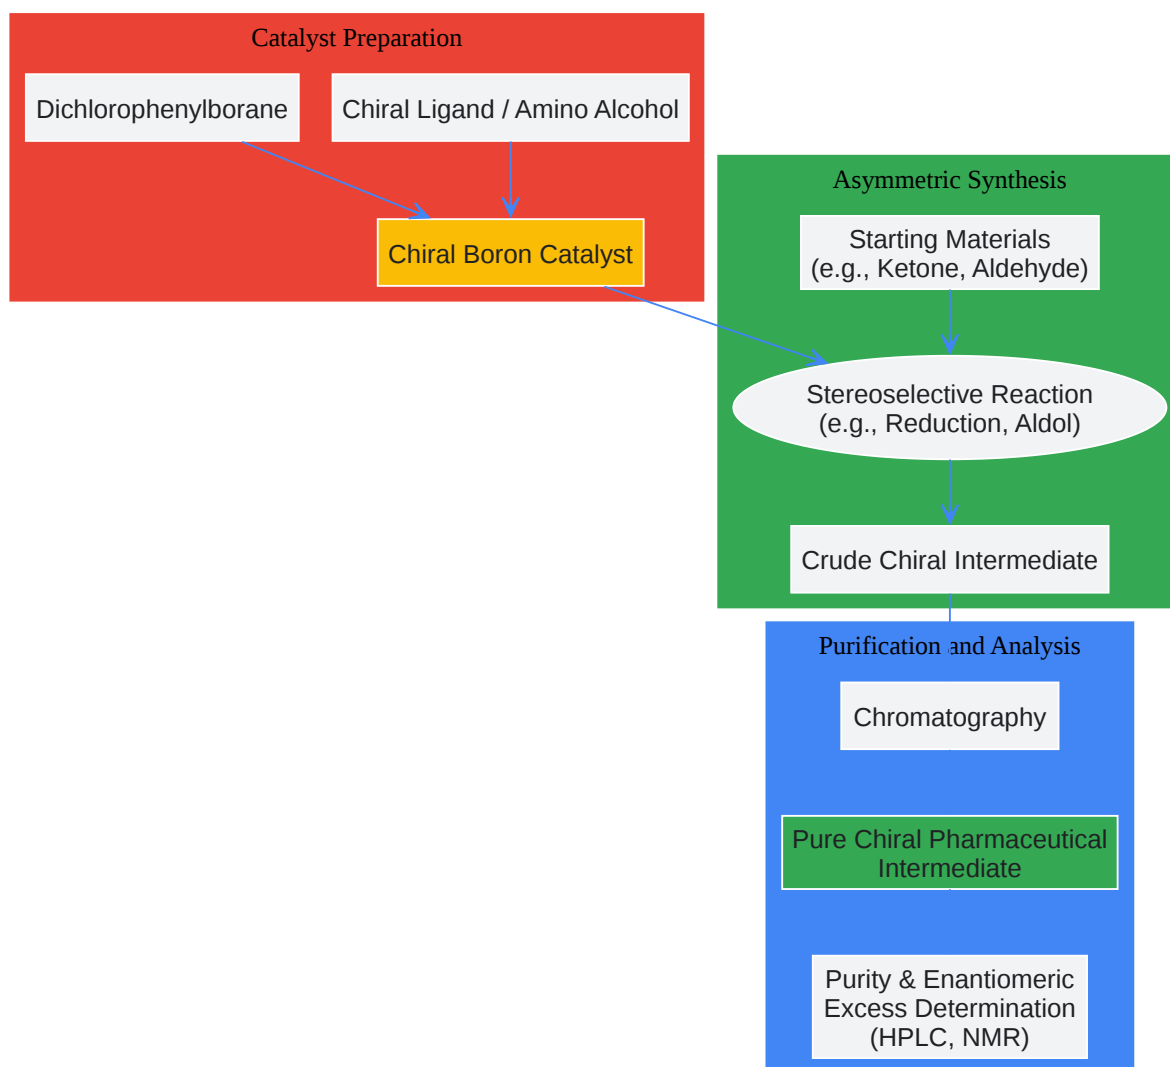 Catalyst Preparation
Dichlorophenylborane
Chiral Ligand / Amino Alcohol
Chiral Boron Catalyst
Asymmetric Synthesis
Starting Materials
(e.g., Ketone, Aldehyde)
Stereoselective Reaction
(e.g., Reduction, Aldol)
Crude Chiral Intermediate
Purification and Analysis
Chromatography
Pure Chiral Pharmaceutical
Intermediate
Purity & Enantiomeric
Excess Determination
(HPLC, NMR)